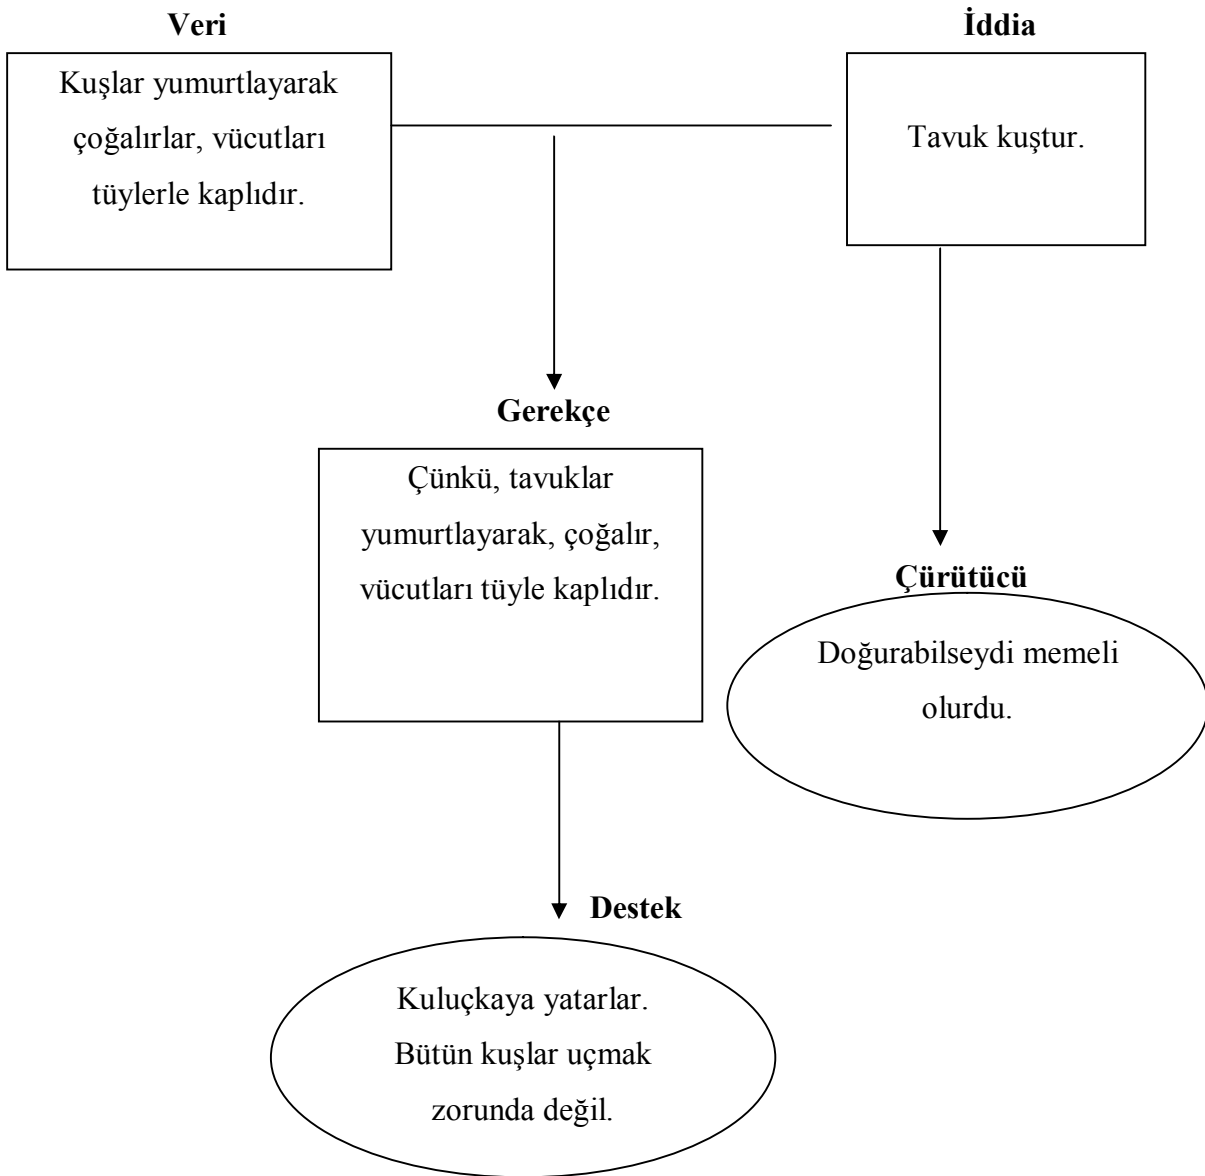 Veri
İddia
Kuşlar yumurtlayarak
çoğalırlar, vücutları
tüylerle kaplıdır.
Tavuk kuştur.
Gerekçe
Çünkü, tavuklar
yumurtlayarak, çoğalır,
vücutları tüyle kaplıdır.
Çürütücü
Doğurabilseydi memeli
olurdu.
Destek
Kuluçkaya yatarlar.
Bütün kuşlar uçmak
zorunda değil.